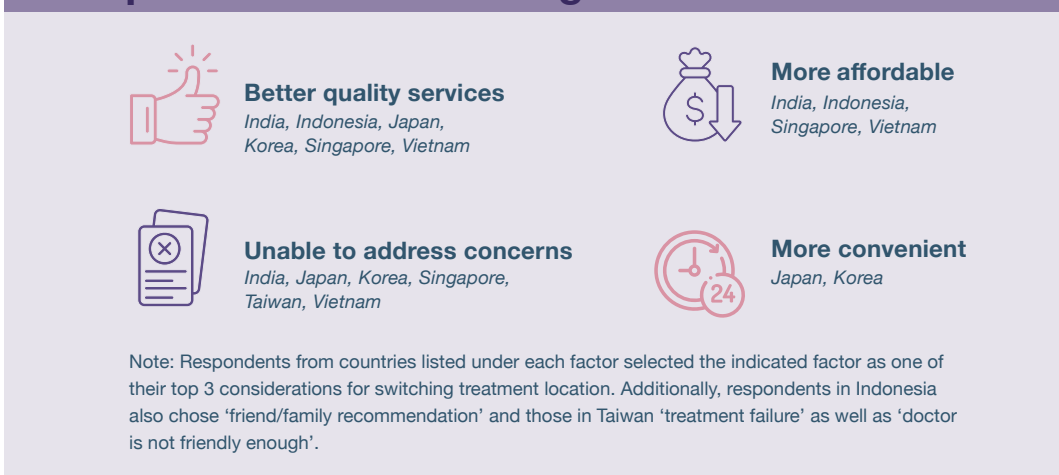 Better quality services
India, Indonesia, Japan,
Korea, Singapore, Vietnam
More affordable
India, Indonesia,
Singapore, Vietnam
$
Unable to address concerns
India, Japan, Korea, Singapore,
Taiwan, Vietnam
More convenient
Japan, Korea
24
Note: Respondents from countries listed under each factor selected the indicated factor as one of
their top 3 considerations for switching treatment location. Additionally, respondents in Indonesia
also chose ‘friend/family recommendation’ and those in Taiwan ‘treatment failure’ as well as ‘doctor
is not friendly enough’.